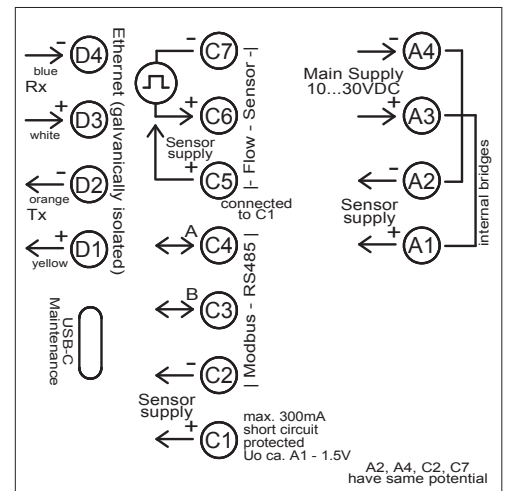 - D4
blue
Rx
+ D3
white
- D2
orange
Tx
+ D1
yellow
Ethernet (galvanically isolated)
USB-C
Maintenance
- C7
+ C6
Sensor
supply
+ C5
connected
to C1
|- Flow - Sensor -|
A C4
B C3
- C2
| Modbus - RS485 |
Sensor
supply
+ C1
max. 300mA
short circuit
protected
Uo ca. A1 - 1.5V
- A4
Main Supply
10...30VDC
+ A3
- A2
Sensor
supply
+ A1
internal bridges
A2, A4, C2, C7
have same potential